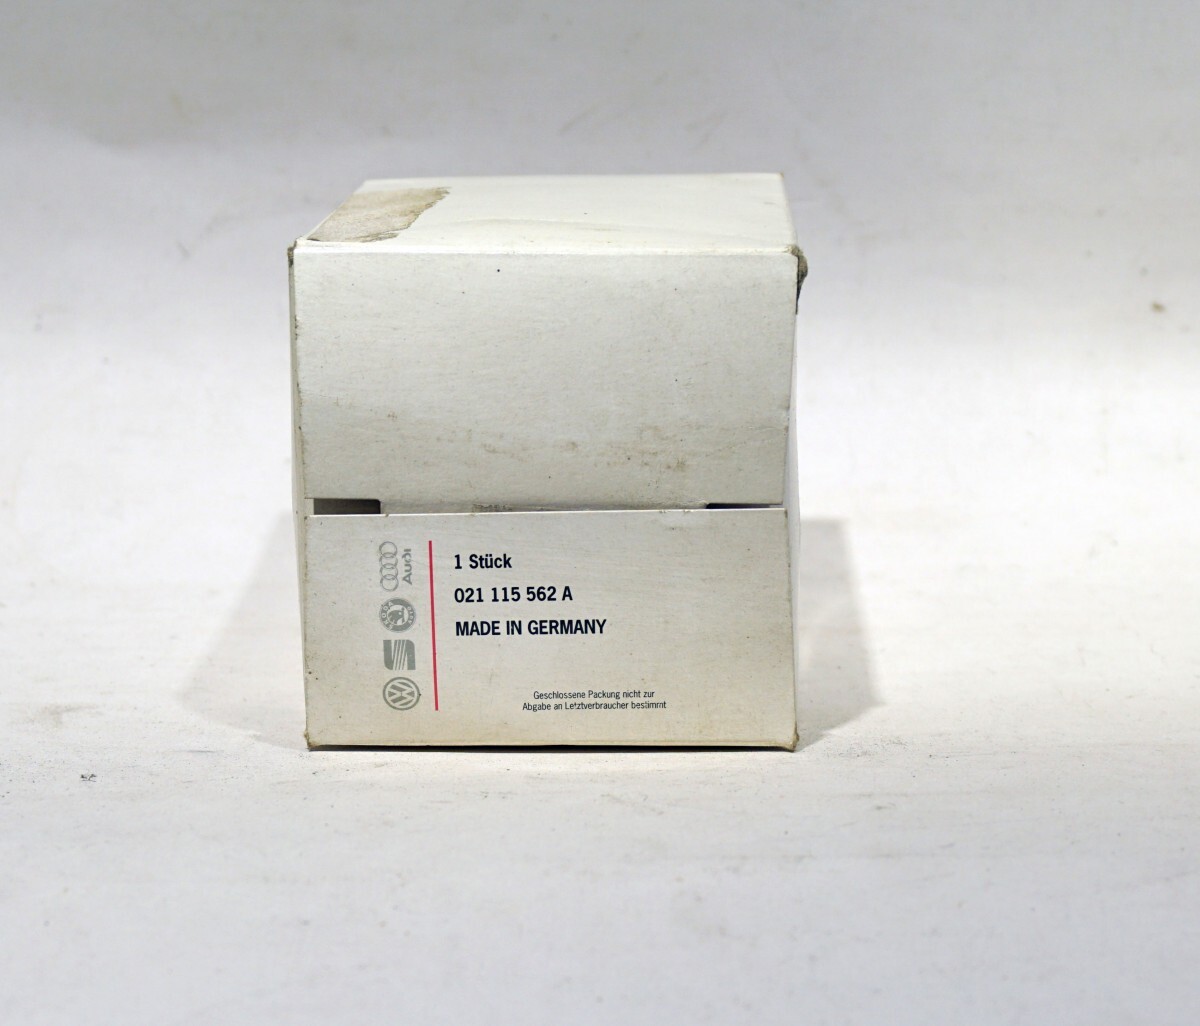 1 Stück
021 115 562 A
MADE IN GERMANY
Geschlossene Packung nicht zur
Abgabe an Letztverbraucher bestimmt
Audi